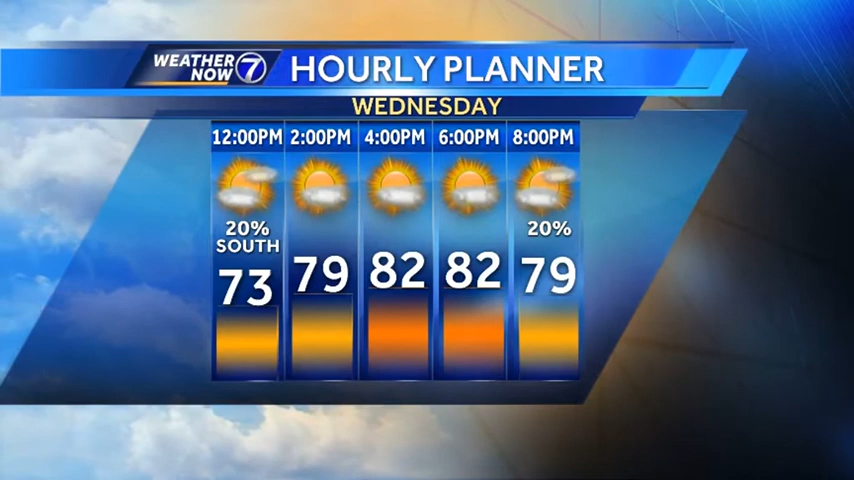 WEATHER
NOW 7
HOURLY PLANNER
WEDNESDAY
12:00PM 2:00PM 4:00PM 6:00PM 8:00PM
20% 20%
SOUTH
73 79 82 82 79